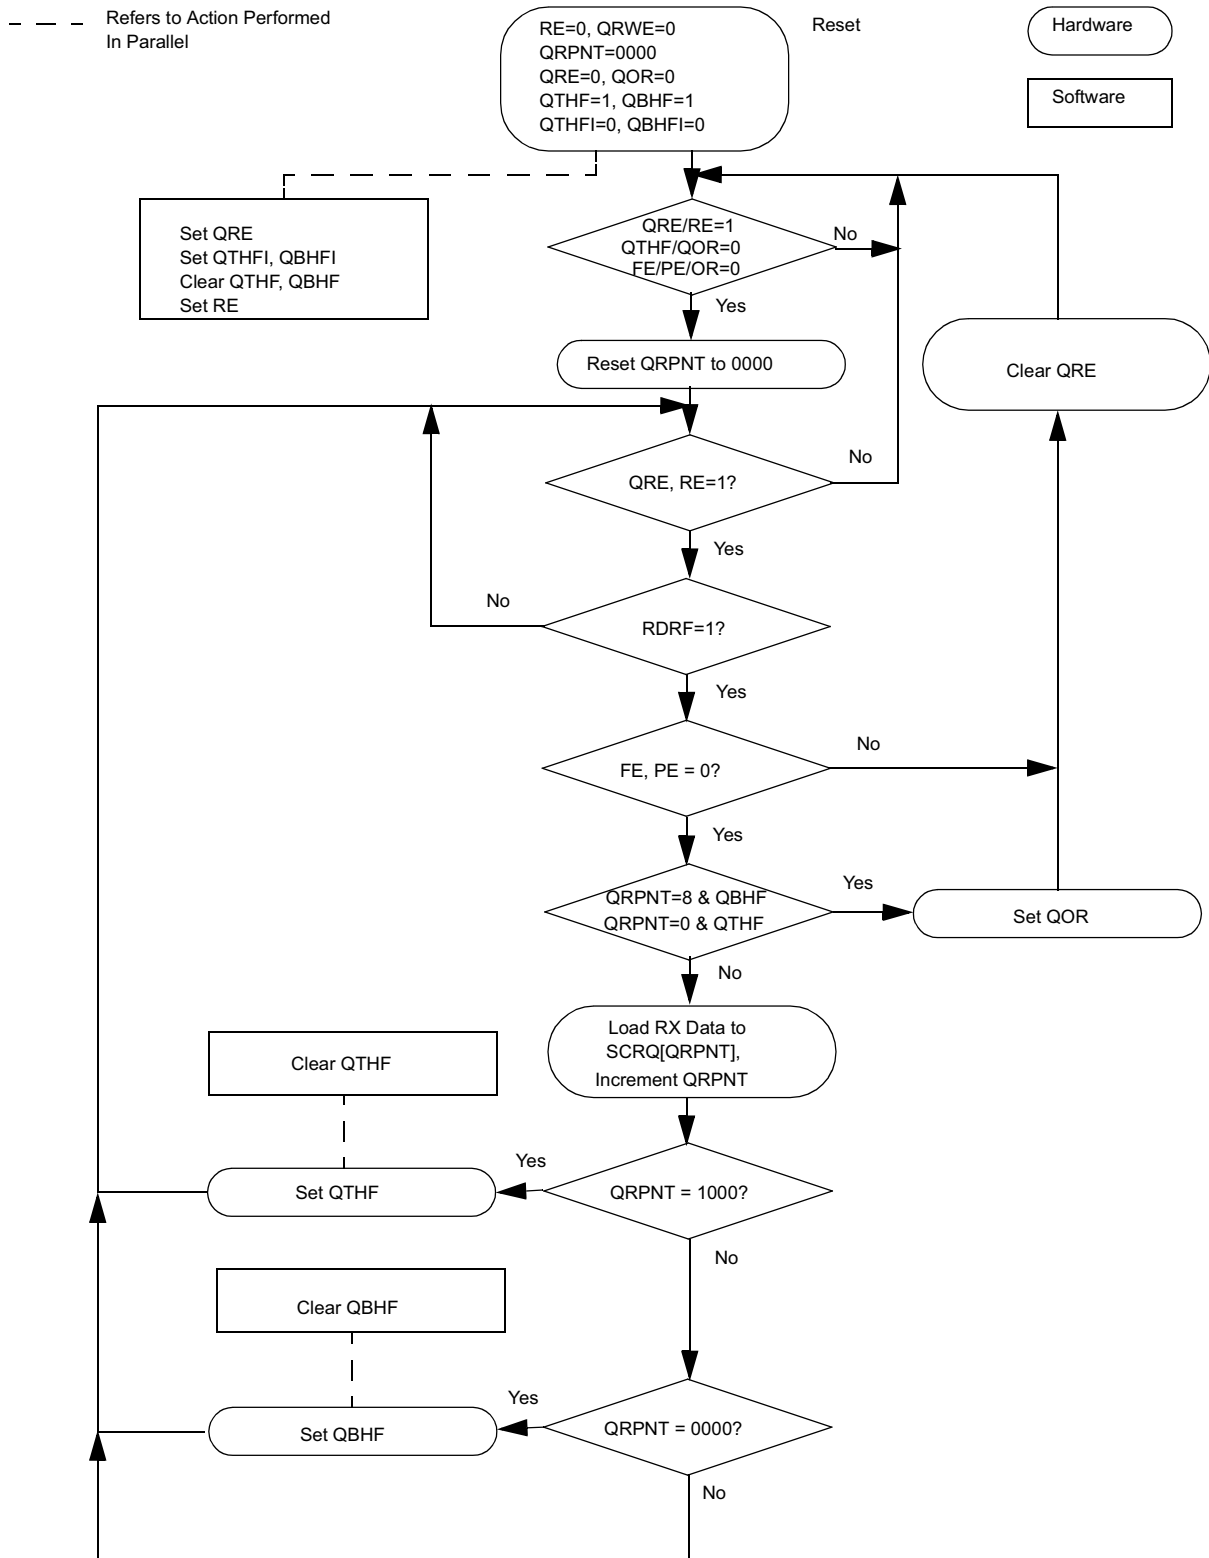 Refers to Action Performed
In Parallel
RE=0, QRWE=0
QRPNT=0000
QRE=0, QOR=0
QTHF=1, QBHF=1
QTHFI=0, QBHFI=0
Reset
Hardware
Software
Set QRE
Set QTHFI, QBHFI
Clear QTHF, QBHF
Set RE
QRE/RE=1
QTHF/QOR=0
FE/PE/OR=0
No
Yes
Reset QRPNT to 0000
Clear QRE
QRE, RE=1?
No
Yes
RDRF=1?
No
Yes
FE, PE = 0?
No
Yes
QRPNT=8 & QBHF
QRPNT=0 & QTHF
Yes
Set QOR
No
Load RX Data to
SCRQ[QRPNT],
Increment QRPNT
Clear QTHF
Set QTHF
Yes
QRPNT = 1000?
No
Clear QBHF
Set QBHF
Yes
QRPNT = 0000?
No